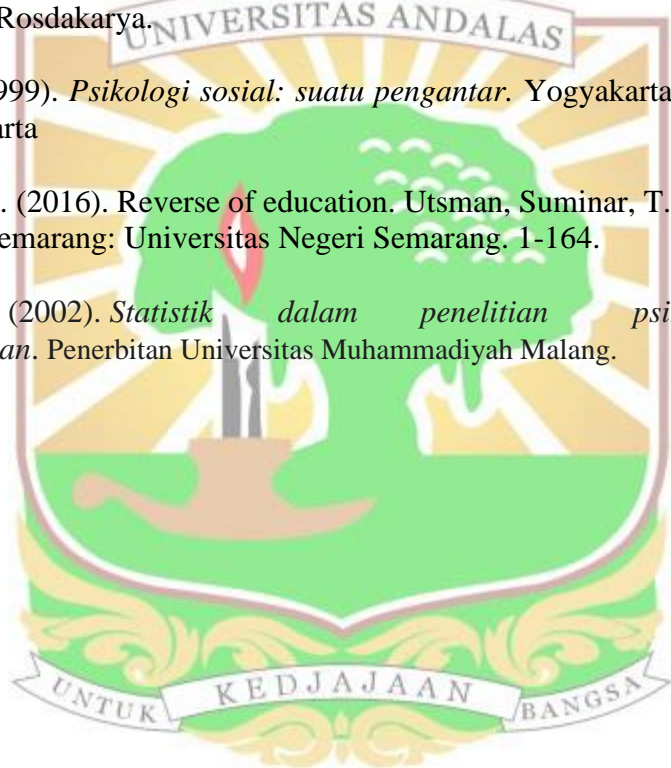 Rosdakarya.
UNIVERSITAS ANDALAS
999). Psikologi sosial: suatu pengantar. Yogyakarta
arta
. (2016). Reverse of education. Utsman, Suminar, T.
emarang: Universitas Negeri Semarang. 1-164.
(2002). Statistik dalam penelitian psi
an. Penerbitan Universitas Muhammadiyah Malang.
UNTUK KEDJAJAAN BANGSA